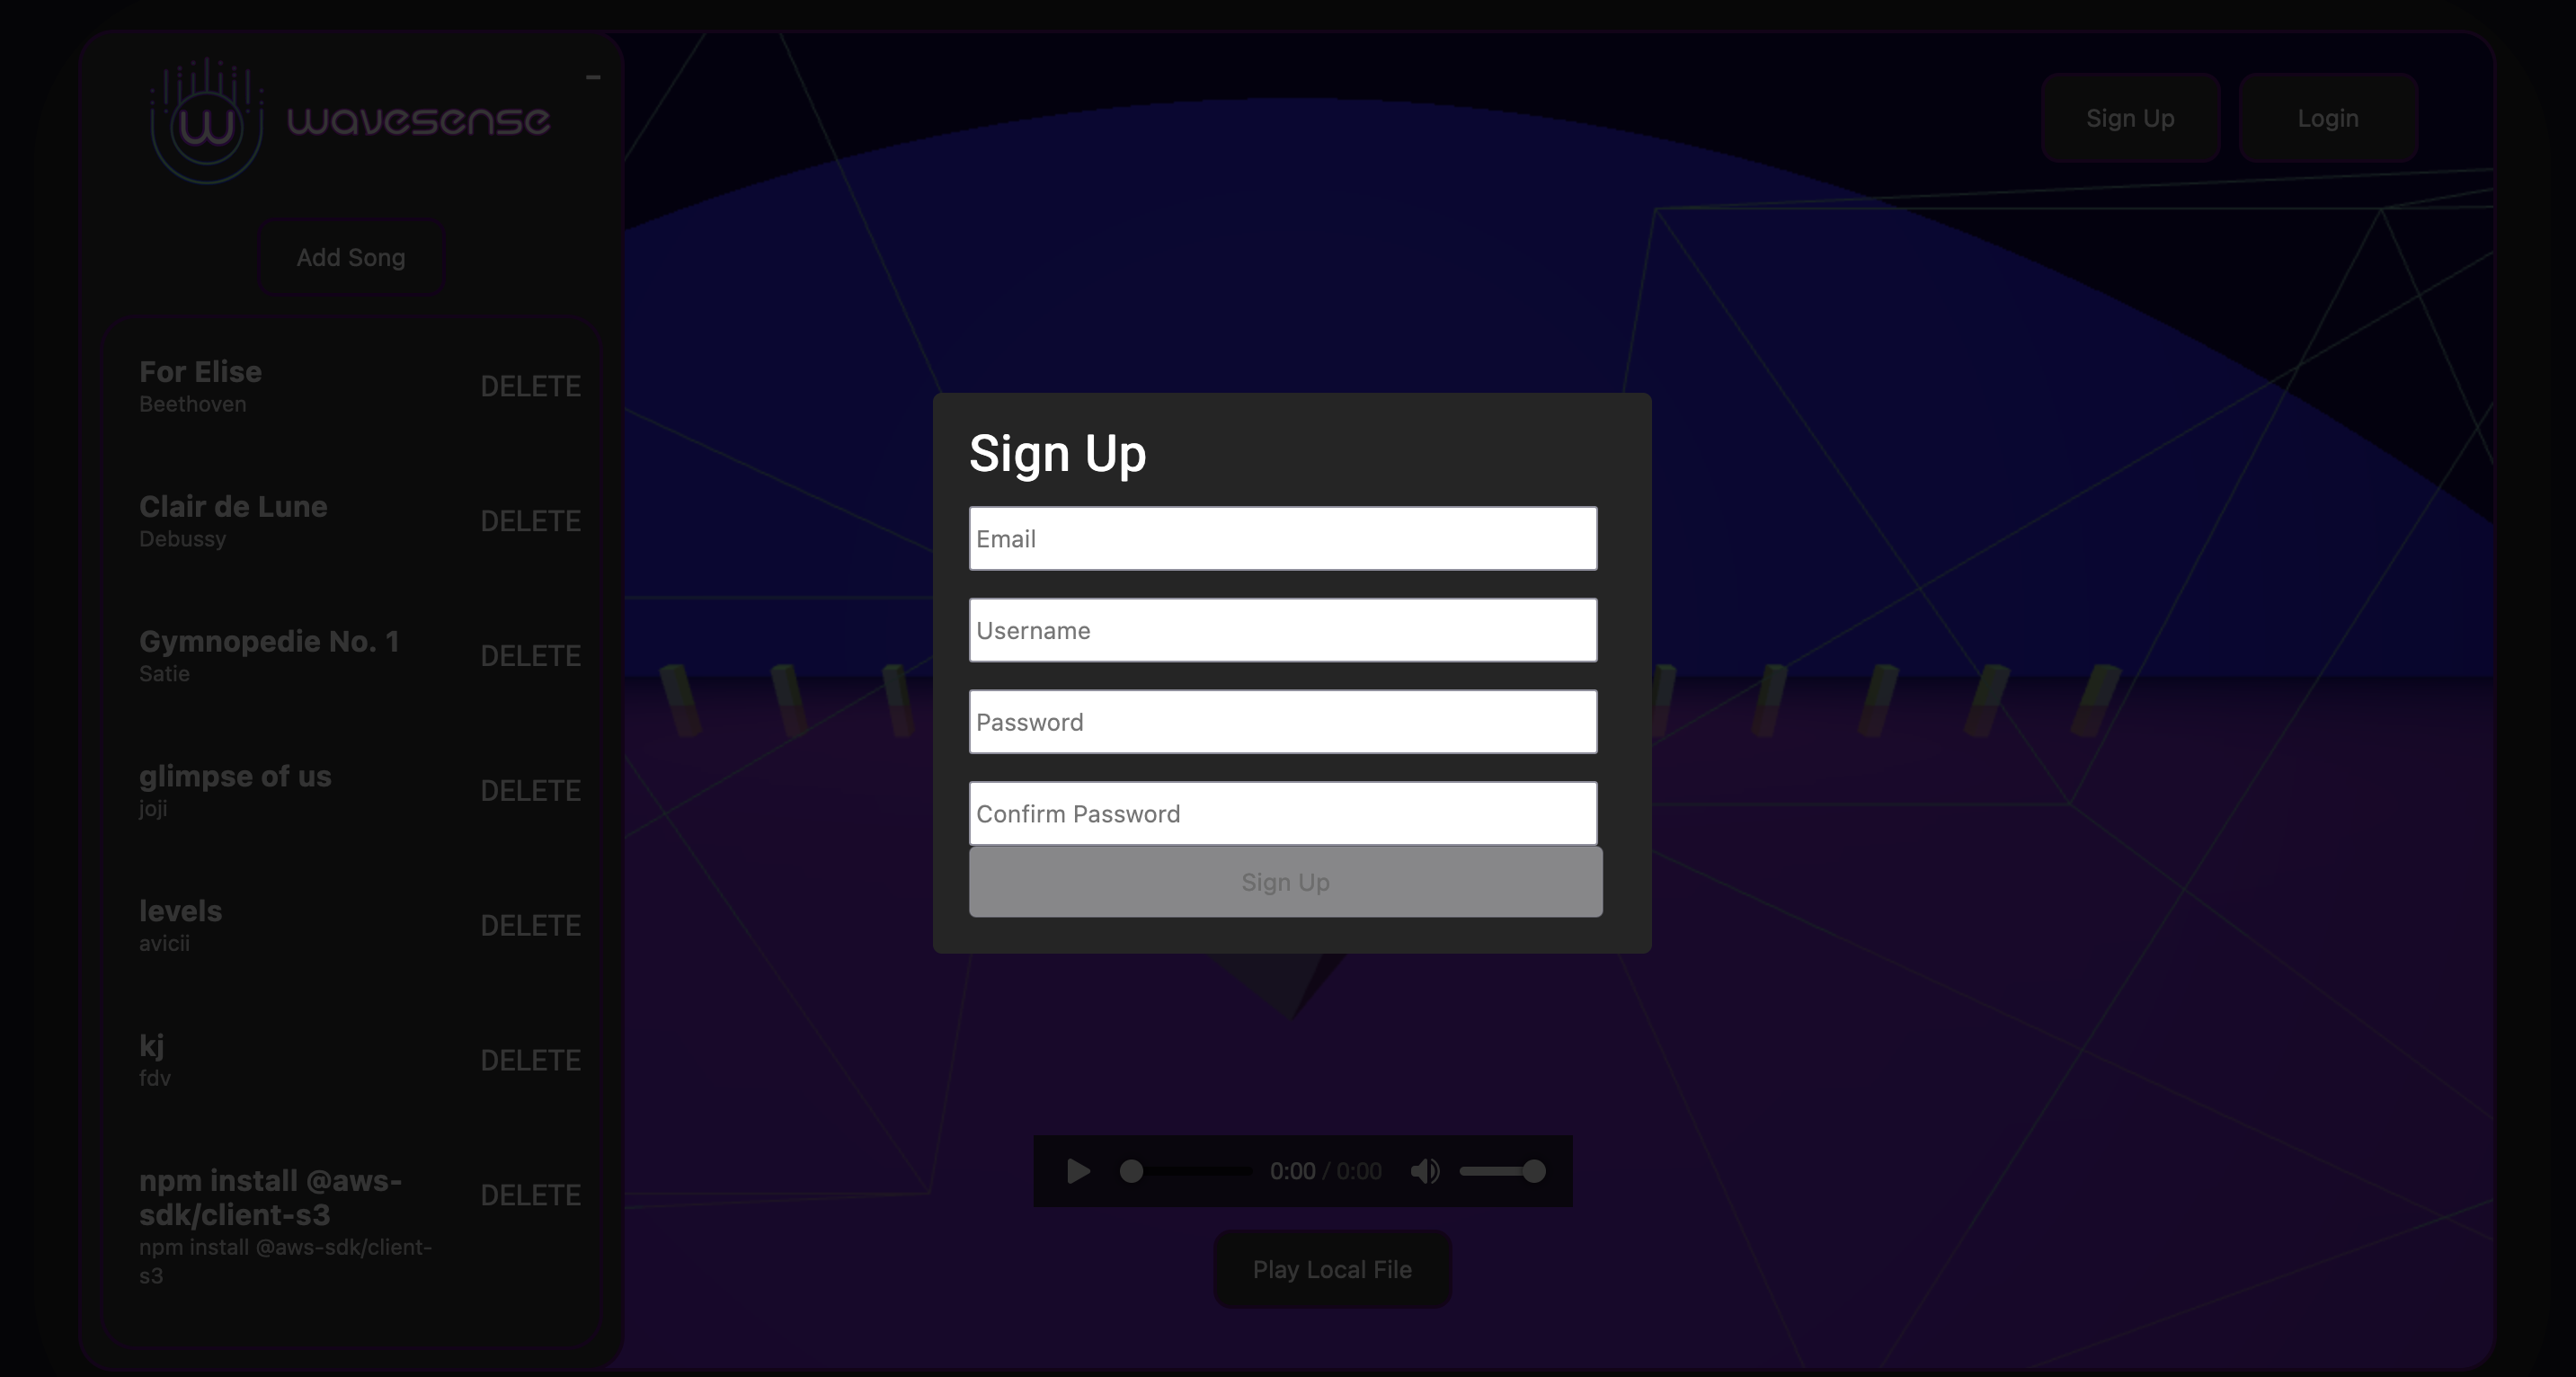 W wavesense
-
Sign Up
Login
Add Song
For Elise
Beethoven
DELETE
Clair de Lune
Debussy
DELETE
Gymnopedie No. 1
Satie
DELETE
glimpse of us
joji
DELETE
levels
avicii
DELETE
kj
fdv
DELETE
npm install @aws-
sdk/client-s3
npm install @aws-sdk/client-
s3
DELETE
Sign Up
Email
Username
Password
Confirm Password
Sign Up
0:00 / 0:00
Play Local File